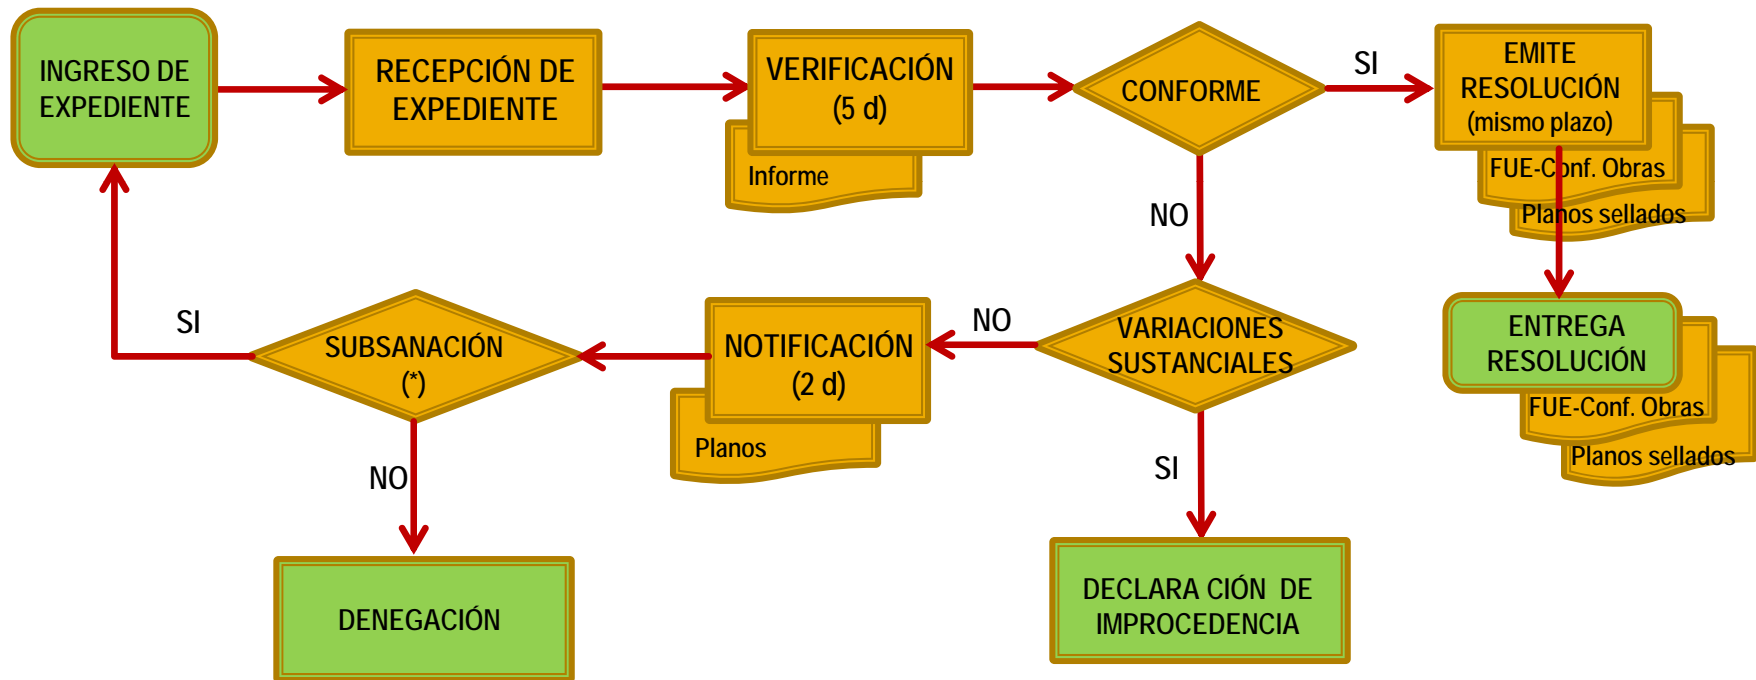 INGRESO DE
EXPEDIENTE
RECEPCIÓN DE
EXPEDIENTE
VERIFICACIÓN
(5 d)
Informe
CONFORME
SI
EMITE
RESOLUCIÓN
(mismo plazo)
FUE-Conf. Obras
Planos sellados
NO
SI
SUBSANACIÓN
(*)
NOTIFICACIÓN
(2 d)
Planos
NO
VARIACIONES
SUSTANCIALES
ENTREGA
RESOLUCIÓN
FUE-Conf. Obras
Planos sellados
NO
SI
DENEGACIÓN
DECLARA CIÓN DE
IMPROCEDENCIA